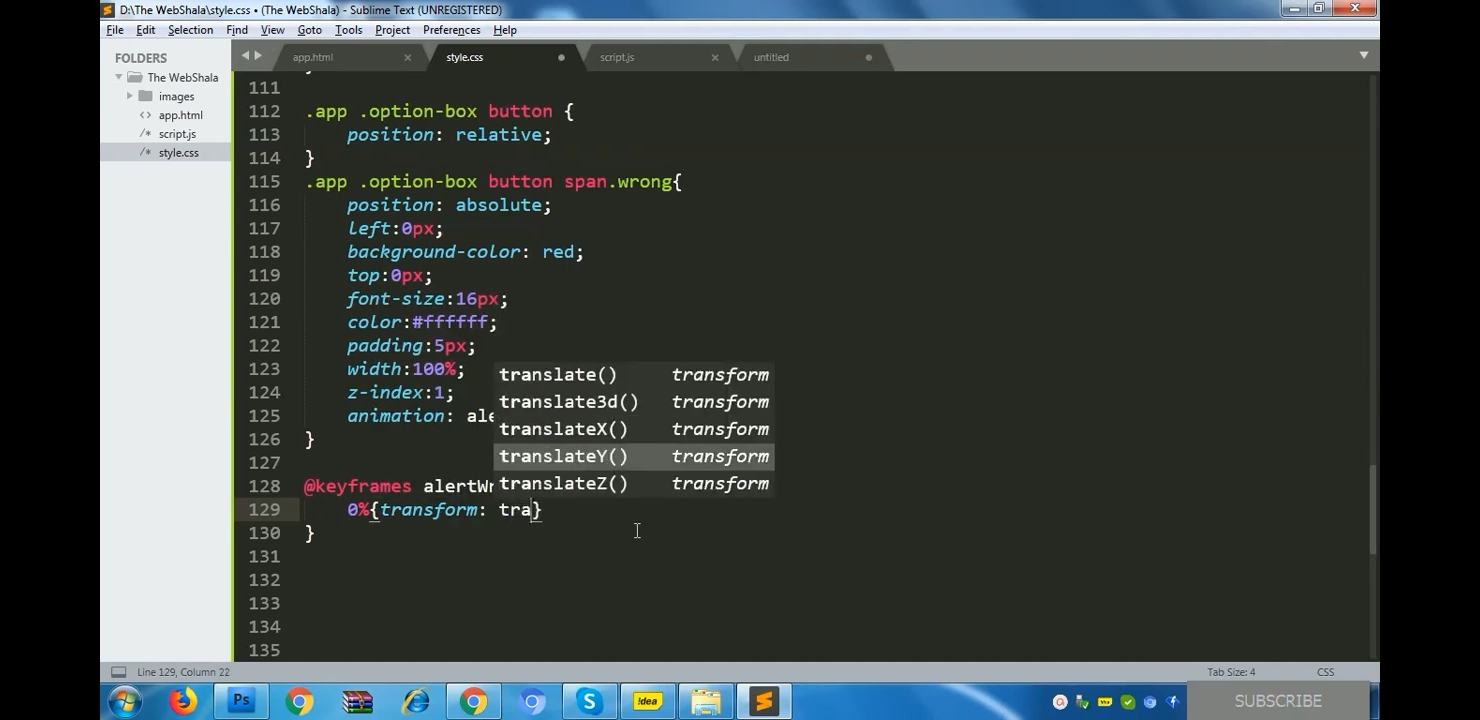 D:\The WebShala\style.css • (The WebShala) - Sublime Text (UNREGISTERED)
File Edit Selection Find View Goto Tools Project Preferences Help
FOLDERS
The WebShala
images
app.html
script.js
style.css
app.html style.css script.js untitled
111
112 .app .option-box button {
113 position: relative;
114 }
115 .app .option-box button span.wrong{
116 position: absolute;
117 left:0px;
118 background-color: red;
119 top:0px;
120 font-size:16px;
121 color:#ffffff;
122 padding:5px;
123 width:100%;
124 z-index:1;
125 animation: ale
126 }
127
128 @keyframes alertWr
129 0%{transform: tra}
130 }
131
132
133
134
135
translate() transform
translate3d() transform
translateX() transform
translateY() transform
translateZ() transform
Line 129, Column 22 Tab Size: 4 CSS
Ps !dea
SUBSCRIBE